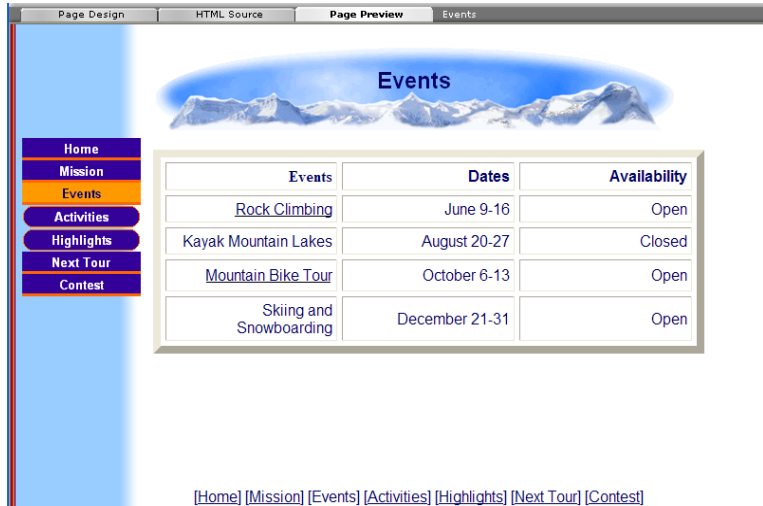 Page Design HTML Source Page Preview Events
Events
Home
Mission
Events
Activities
Highlights
Next Tour
Contest
Events Dates Availability
Rock Climbing June 9-16 Open
Kayak Mountain Lakes August 20-27 Closed
Mountain Bike Tour October 6-13 Open
Skiing and
Snowboarding December 21-31 Open
[Home] [Mission] [Events] [Activities] [Highlights] [Next Tour] [Contest]